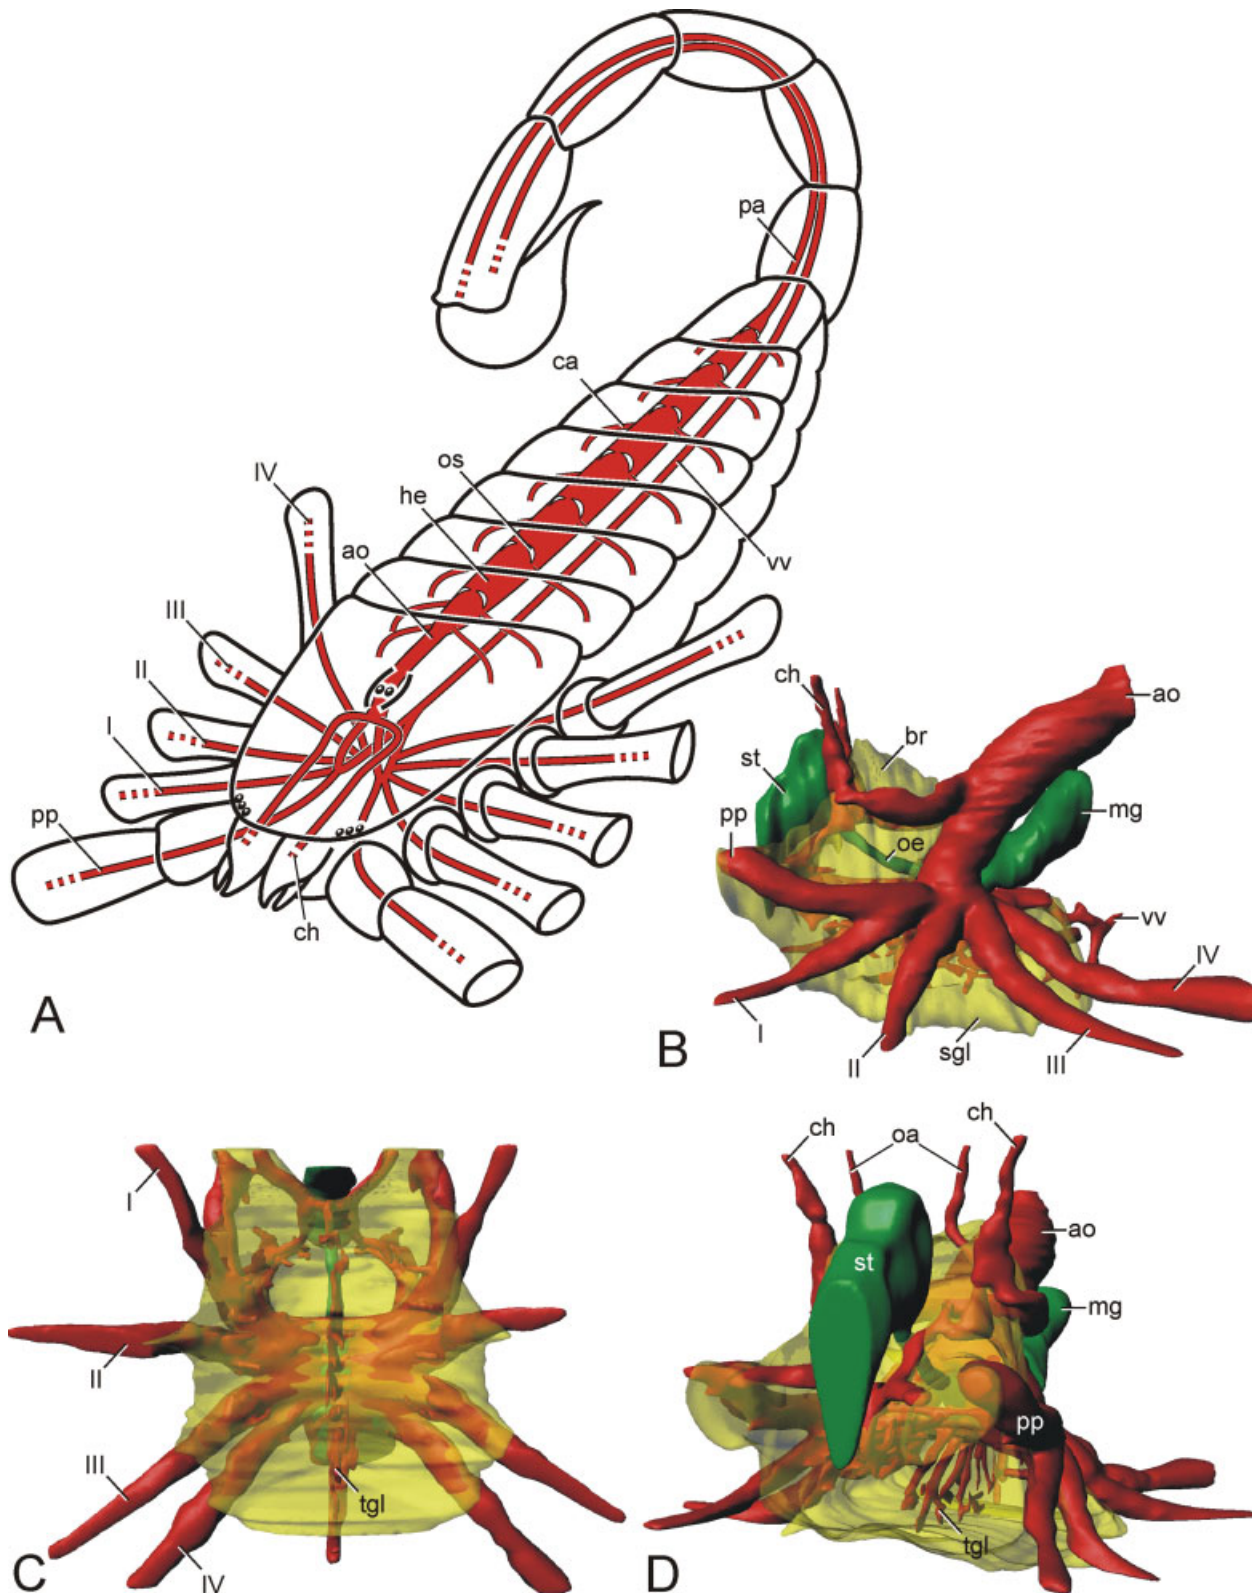 pa
ca
os
he
ao
IV
III
II
I
pp
ch
vv
A
ch
ao
br
st
mg
pp
oe
vv
IV
I
II
sgl
III
B
I
II
III
IV
tgl
C
ch
oa
ch
ao
st
mg
pp
tgl
D